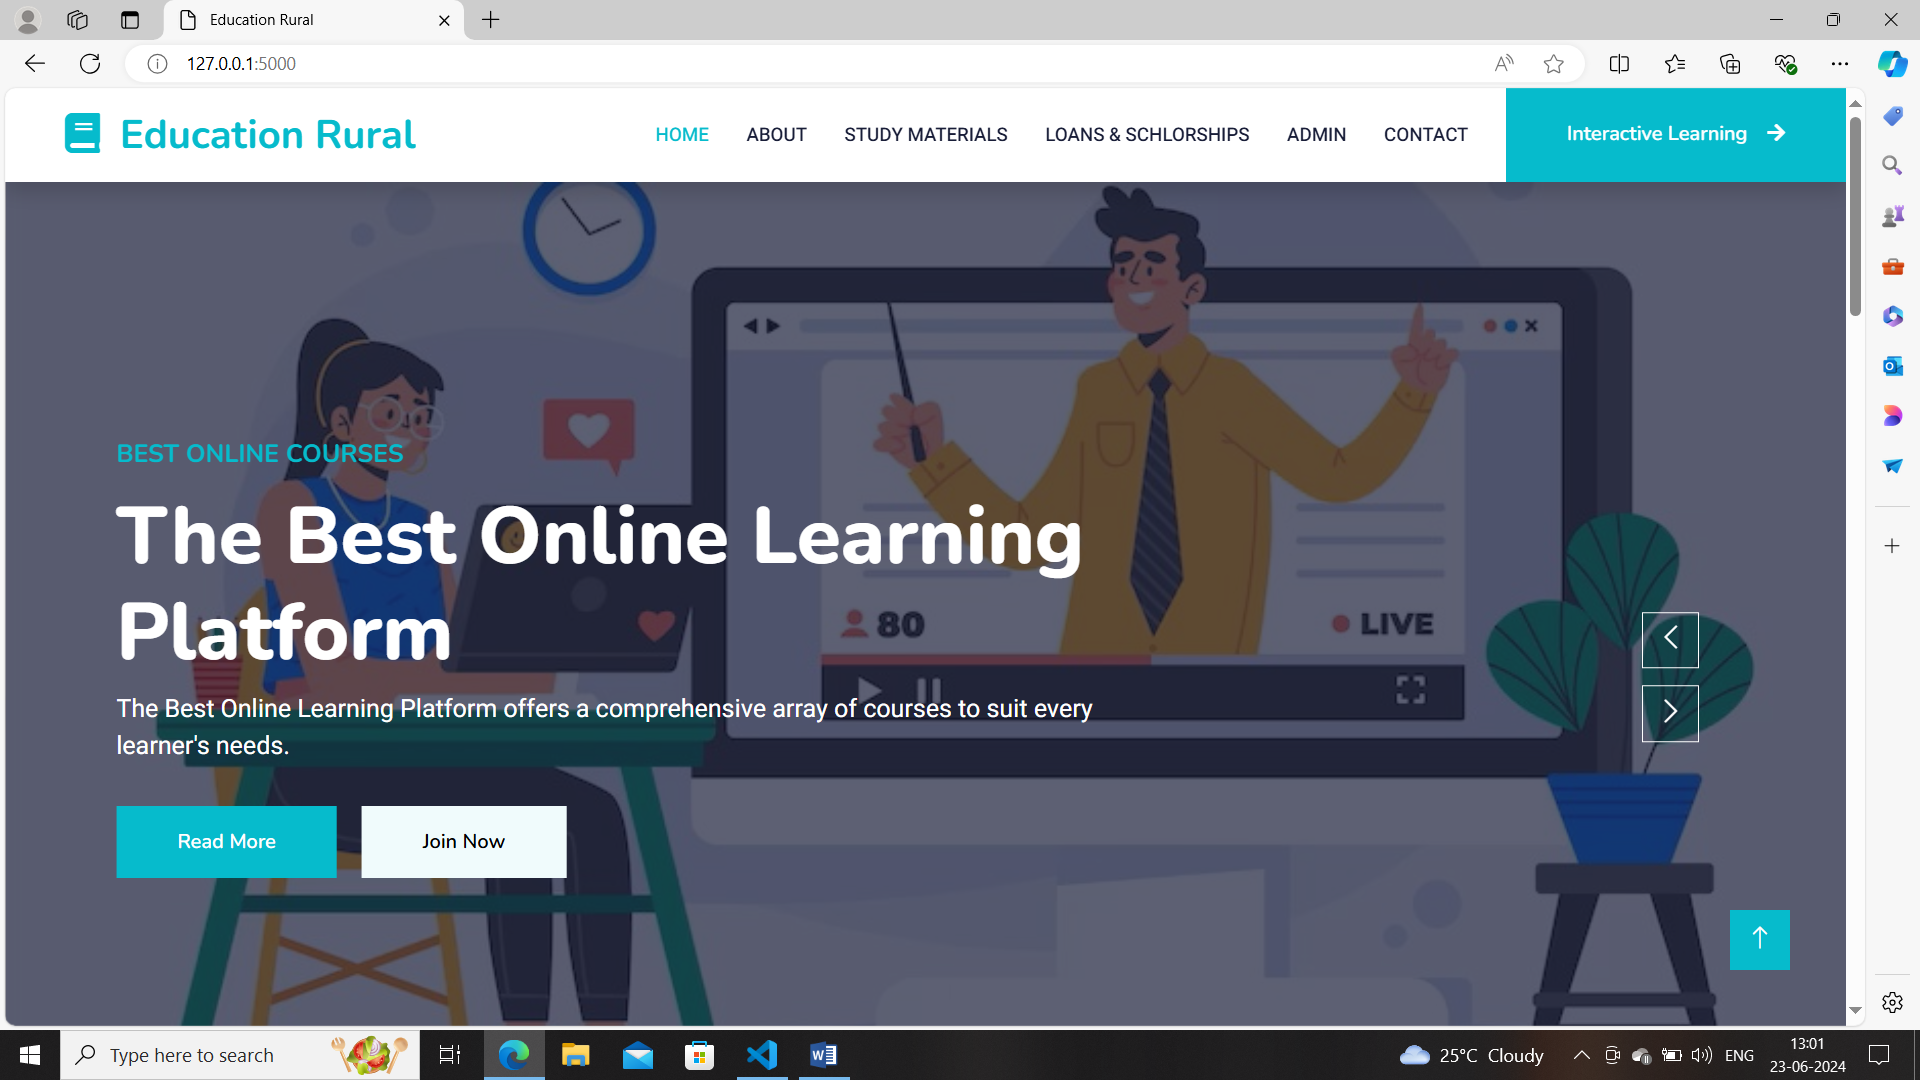 Education Rural
127.0.0.1:5000
Education Rural
HOME ABOUT STUDY MATERIALS LOANS & SCHLORSHIPS ADMIN CONTACT Interactive Learning
BEST ONLINE COURSES
The Best Online Learning
Platform
80
LIVE
The Best Online Learning Platform offers a comprehensive array of courses to suit every
learner's needs.
Read More Join Now
Type here to search
25°C Cloudy
ENG
13:01
23-06-2024